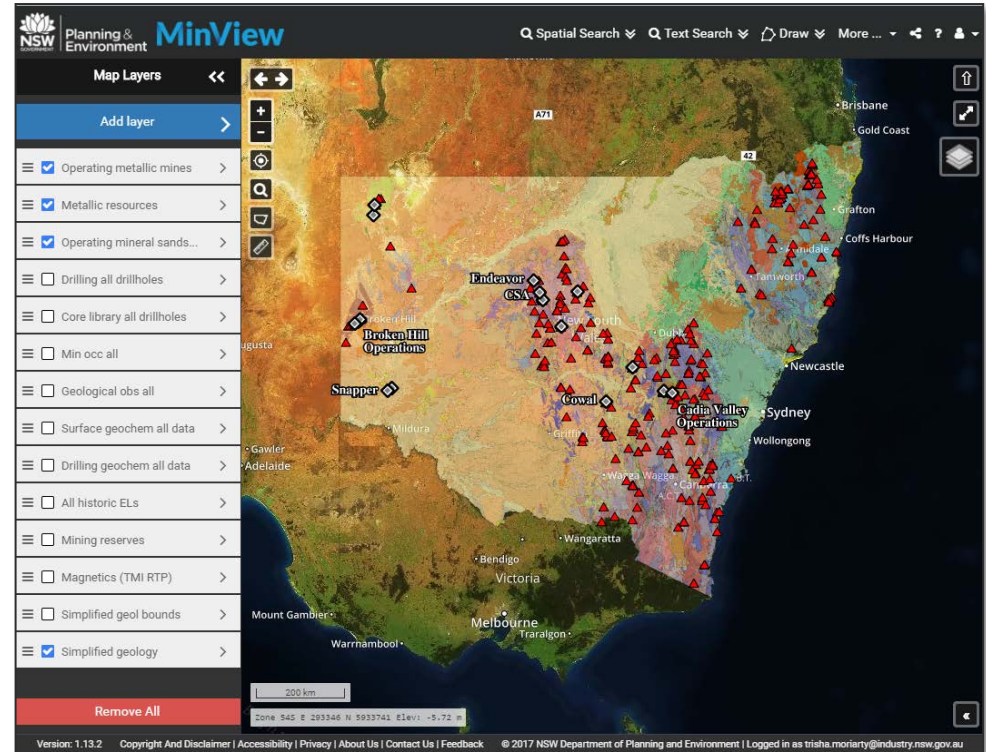 NSW
GOVERNMENT
Planning &
Environment
MinView
Spatial Search
Text Search
Draw
More ...
?
Map Layers
Add layer
Operating metallic mines
Metallic resources
Operating mineral sands...
Drilling all drillholes
Core library all drillholes
Min occ all
Geological obs all
Surface geochem all data
Drilling geochem all data
All historic ELs
Mining reserves
Magnetics (TMI RTP)
Simplified geol bounds
Simplified geology
Remove All
A71
Brisbane
Gold Coast
42
Grafton
Coffs Harbour
Tamworth
Endeavor
CSA
Broken Hill
Broken Hill
Operations
Newcastle
Snapper
Cowal
Cadia Valley
Operations
Sydney
Mildura
Wollongong
Gawler
Adelaide
Wagga Wagga
Canberra
Wangaratta
Bendigo
Victoria
Mount Gambier
Melbourne
Traralgon
Warrnambool
200 km
Zone 54S E 293346 N 5933741 Elev: -5.72 m
Version: 1.13.2 Copyright And Disclaimer | Accessibility | Privacy | About Us | Contact Us | Feedback © 2017 NSW Department of Planning and Environment | Logged in as trisha.moriarty@industry.nsw.gov.au